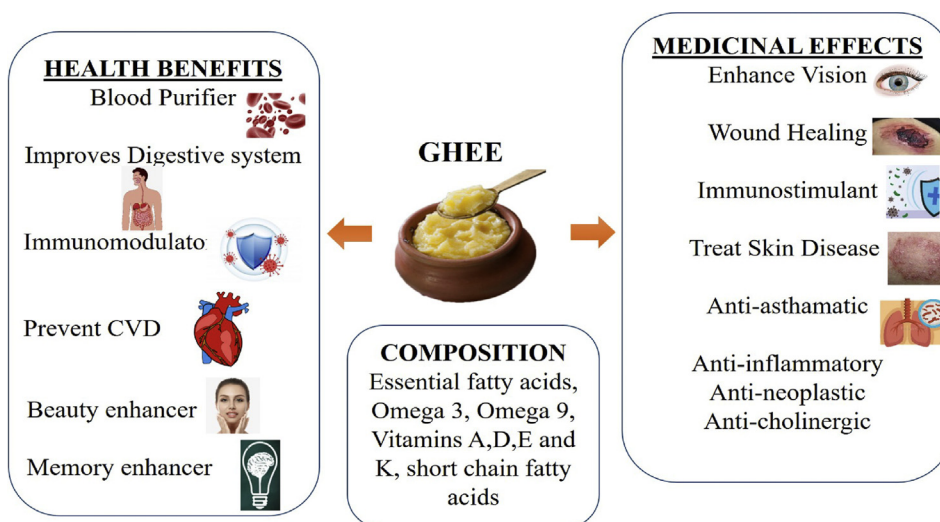 HEALTH BENEFITS
Blood Purifier
Improves Digestive system
Immunomodulato
Prevent CVD
Beauty enhancer
Memory enhancer
GHEE
COMPOSITION
Essential fatty acids,
Omega 3, Omega 9,
Vitamins A,D,E and
K, short chain fatty
acids
MEDICINAL EFFECTS
Enhance Vision
Wound Healing
Immunostimulant
Treat Skin Disease
Anti-asthamatic
Anti-inflammatory
Anti-neoplastic
Anti-cholinergic